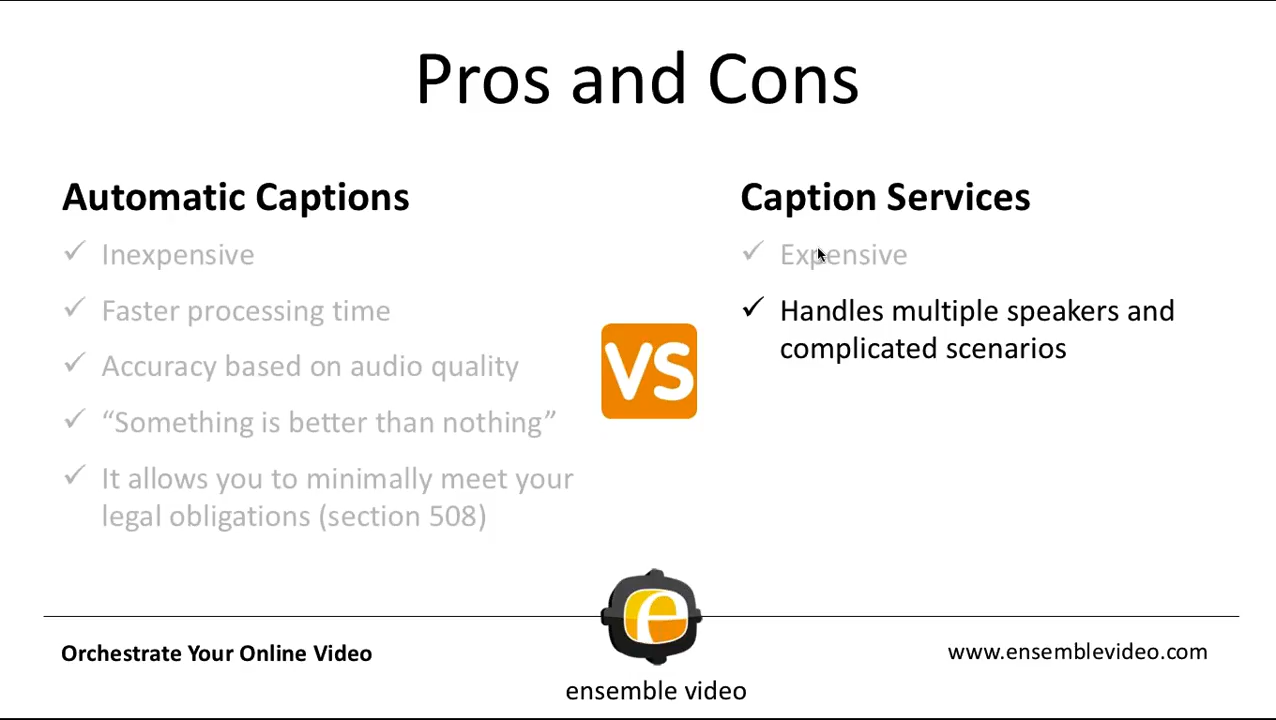 Pros and Cons
Automatic Captions
✓ Inexpensive
✓ Faster processing time
✓ Accuracy based on audio quality
✓ “Something is better than nothing”
✓ It allows you to minimally meet your
legal obligations (section 508)
VS
Caption Services
✓ Expensive
✓ Handles multiple speakers and
complicated scenarios
Orchestrate Your Online Video
e
ensemble video
www.ensemblevideo.com